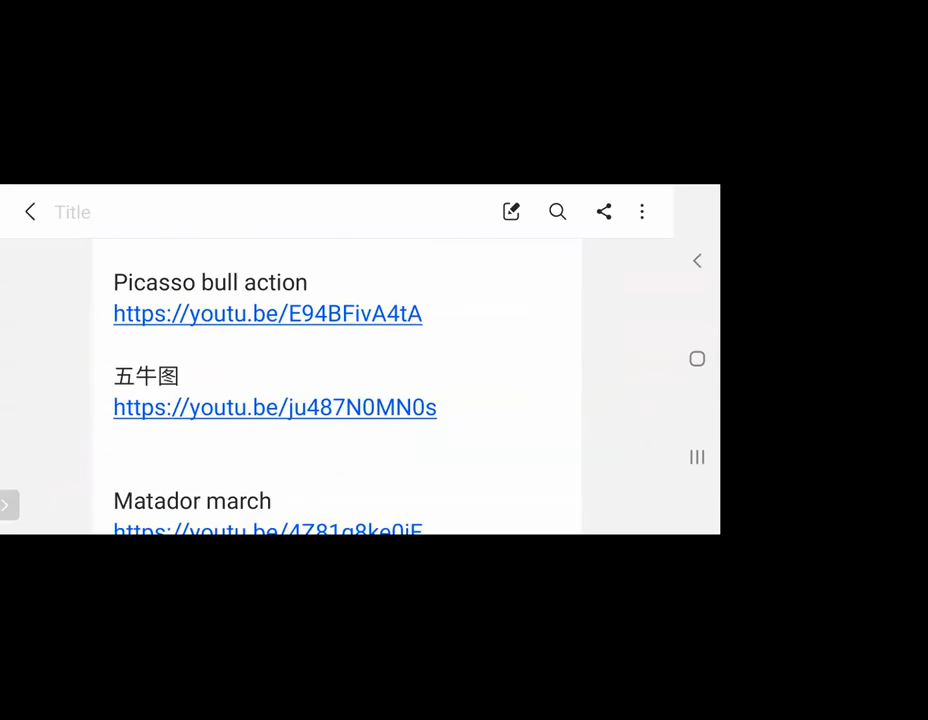 Title
Picasso bull action
https://youtu.be/E94BFivA4tA
五牛图
https://youtu.be/ju487N0MN0s
Matador march